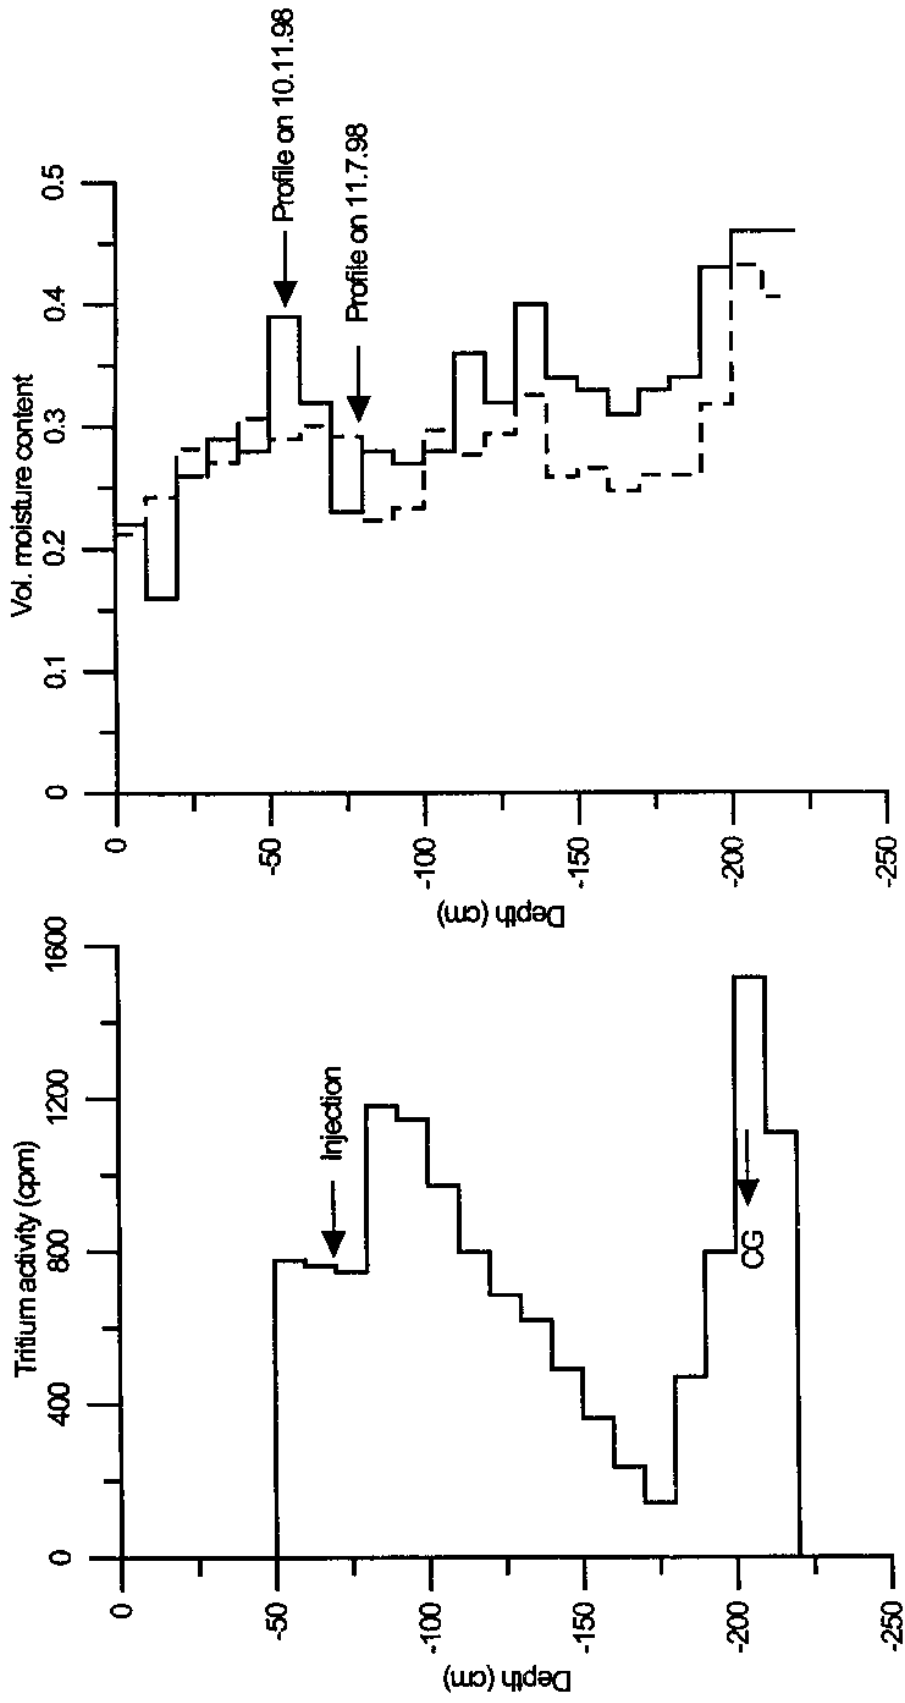 Tritium activity (cpm)
0 400 800 1200 1600
Depth (cm)
0
-50
-100
-150
-200
-250
Injection
CG
Vol. moisture content
0 0.1 0.2 0.3 0.4 0.5
Depth (cm)
0
-50
-100
-150
-200
-250
Profile on 10.11.98
Profile on 11.7.98